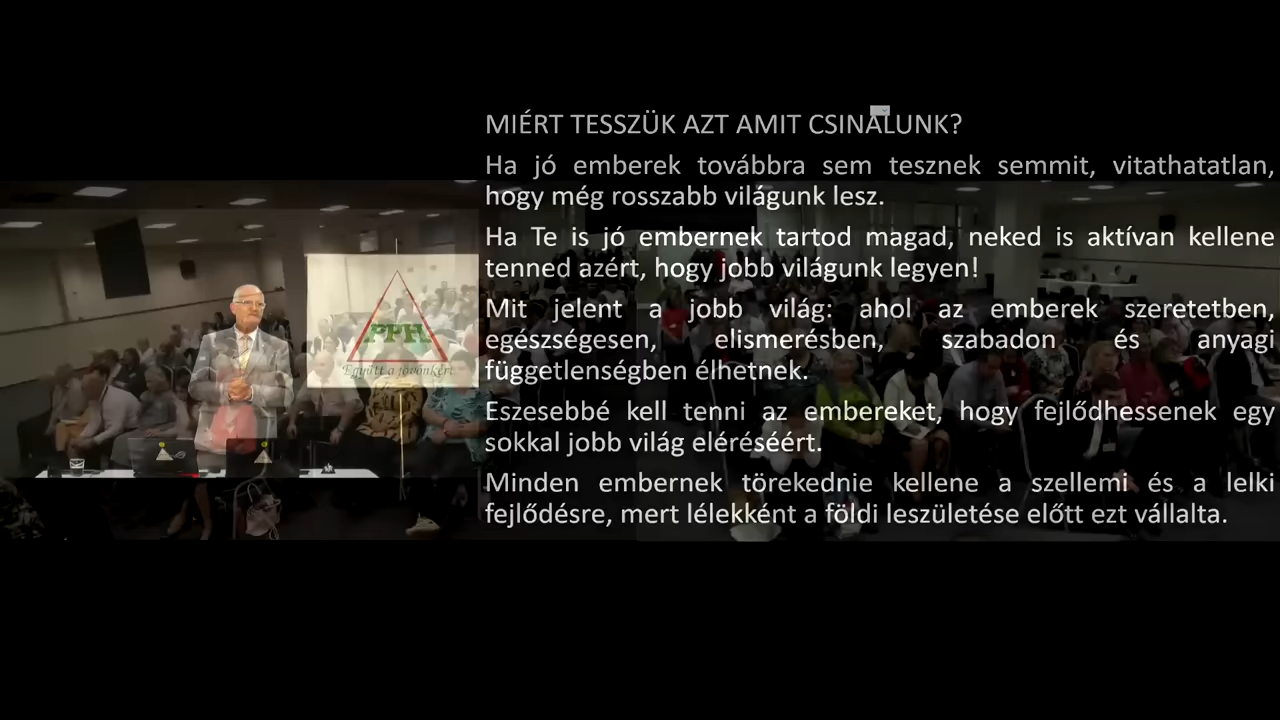 MIÉRT TESSZÜK AZT AMIT CSINÁLUNK?
Ha jó emberek továbbra sem tesznek semmit, vitathatatlan,
hogy még rosszabb világunk lesz.
Ha Te is jó embernek tartod magad, neked is aktívan kellene
tenned azért, hogy jobb világunk legyen!
Mit jelent a jobb világ: ahol az emberek szeretetben,
egészségesen, elismerésben, szabadon és anyagi
függetlenségben élhetnek.
Eszesebbé kell tenni az embereket, hogy fejlődhessenek egy
sokkal jobb világ eléréséért.
Minden embernek törekednie kellene a szellemi és a lelki
fejlődésre, mert lélekként a földi leszületése előtt ezt vállalta.
PPH
Együtt a jövőnkért